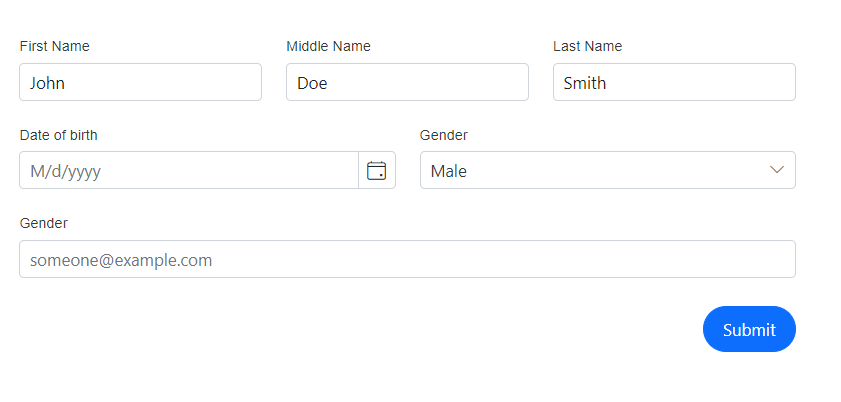 First Name Middle Name Last Name
John Doe Smith
Date of birth Gender
M/d/yyyy Male
Gender
someone@example.com
Submit